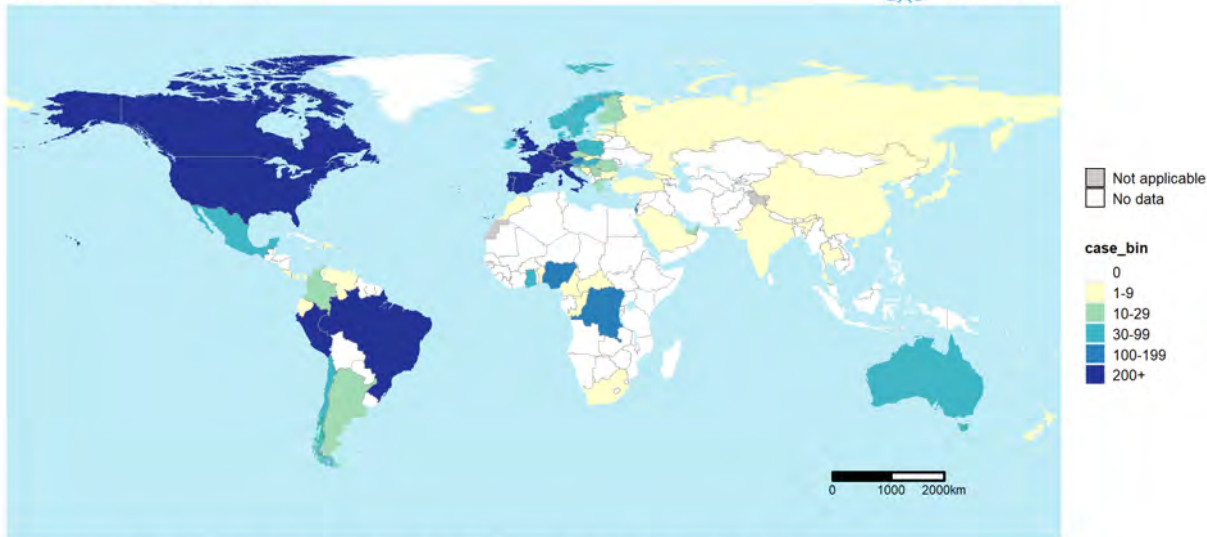 Not applicable
No data
case_bin
0
1-9
10-29
30-99
100-199
200+
0 1000 2000km